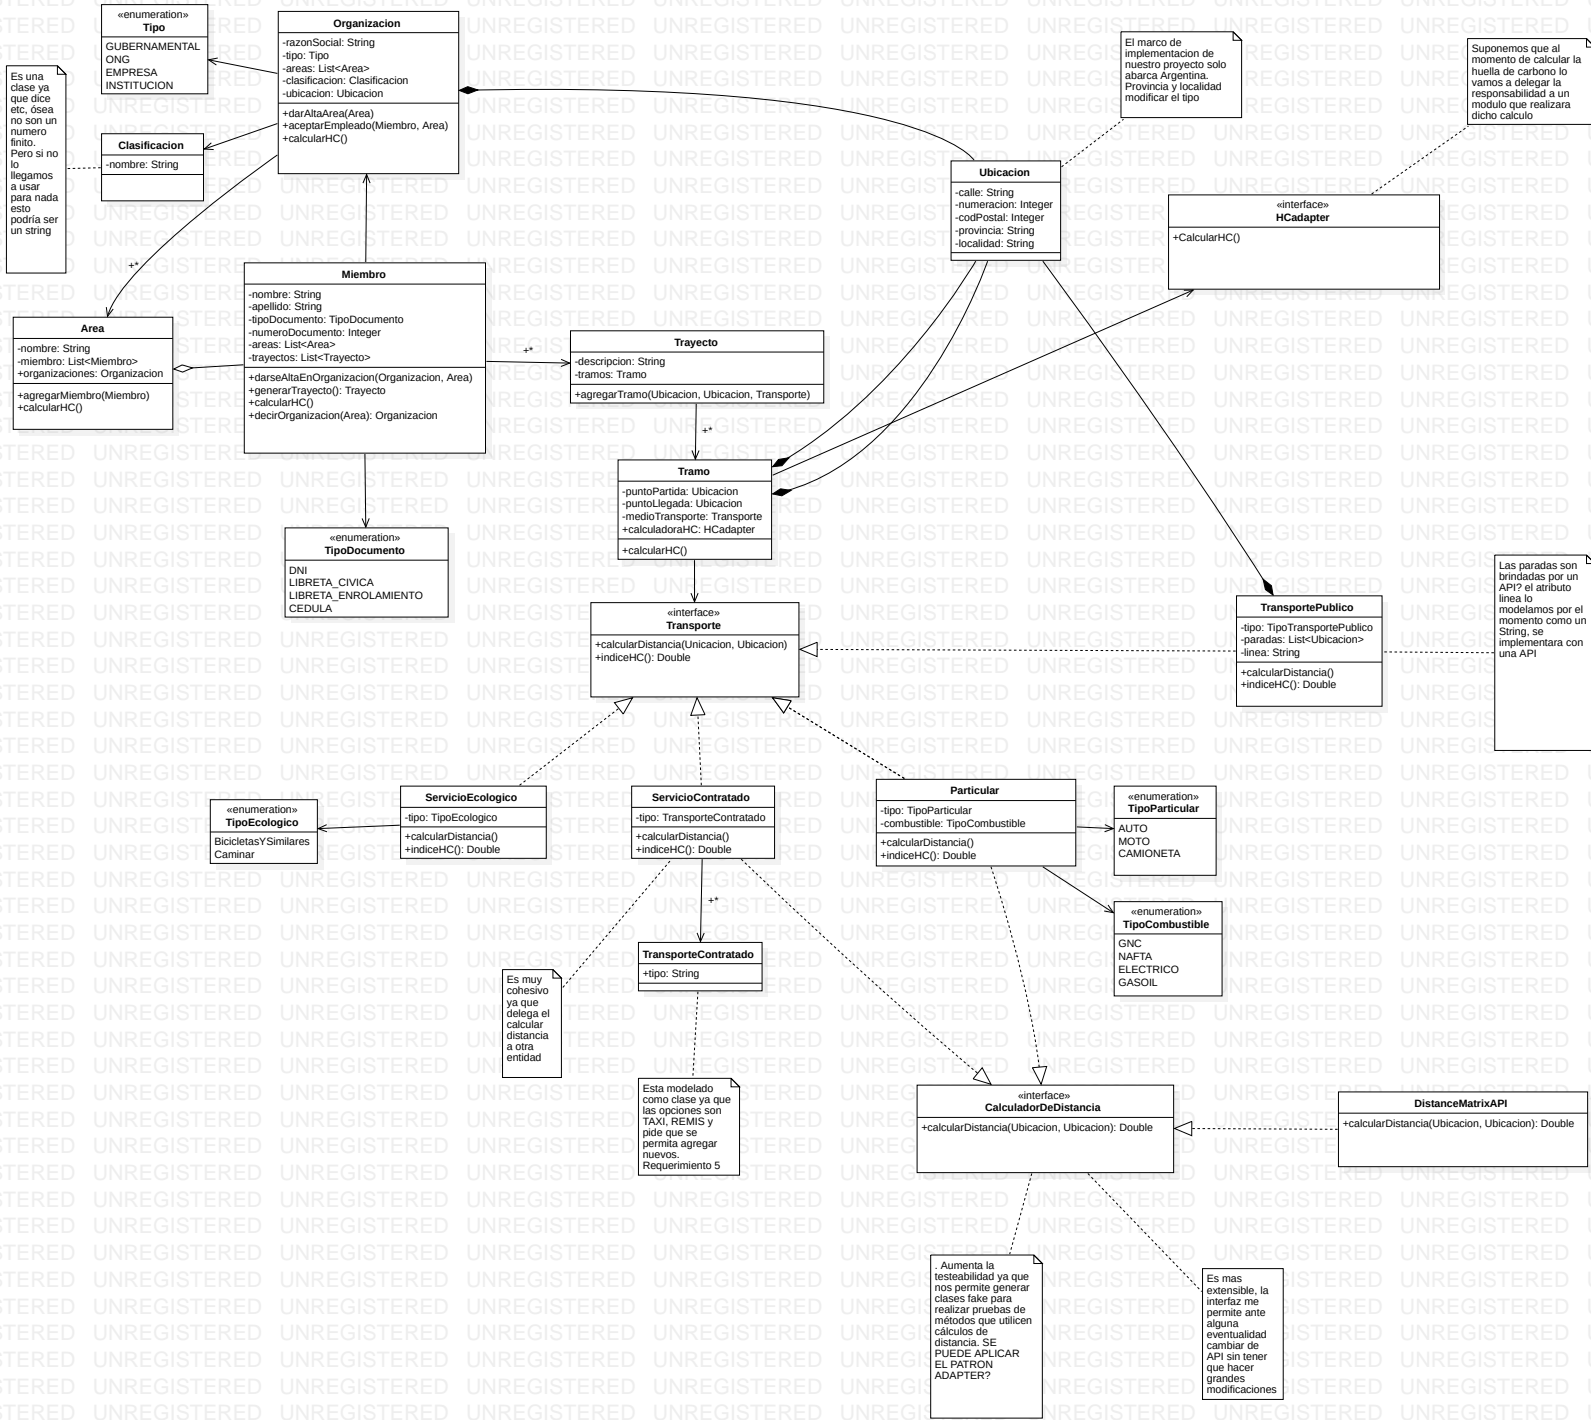 «enumeration»
Tipo
GUBERNAMENTAL
ONG
EMPRESA
INSTITUCION
Organizacion
-razonSocial: String
-tipo: Tipo
-areas: List<Area>
-clasificacion: Clasificacion
-ubicacion: Ubicacion
+darAltaArea(Area)
+aceptarEmpleado(Miembro, Area)
+calcularHC()
El marco de
implementacion de
nuestro proyecto solo
abarca Argentina.
Provincia y localidad
modificar el tipo
Suponemos que al
momento de calcular la
huella de carbono lo
vamos a delegar la
responsabilidad a un
modulo que realizara
dicho calculo
Es una
clase ya
que dice
etc, ósea
no son un
numero
finito.
Pero si no
lo
llegamos
a usar
para nada
esto
podría ser
un string
Clasificacion
-nombre: String
Ubicacion
-calle: String
-numeracion: Integer
-codPostal: Integer
-provincia: String
-localidad: String
«interface»
HCadapter
+CalcularHC()
+*
Miembro
-nombre: String
-apellido: String
-tipoDocumento: TipoDocumento
-numeroDocumento: Integer
-areas: List<Area>
-trayectos: List<Trayecto>
+darseAltaEnOrganizacion(Organizacion, Area)
+generarTrayecto(): Trayecto
+calcularHC()
+decirOrganizacion(Area): Organizacion
Area
-nombre: String
-miembro: List<Miembro>
+organizaciones: Organizacion
+agregarMiembro(Miembro)
+calcularHC()
+*
Trayecto
-descripcion: String
-tramos: Tramo
+agregarTramo(Ubicacion, Ubicacion, Transporte)
+*
Tramo
-puntoPartida: Ubicacion
-puntoLlegada: Ubicacion
-medioTransporte: Transporte
+calculadoraHC: HCadapter
+calcularHC()
«enumeration»
TipoDocumento
DNI
LIBRETA_CIVICA
LIBRETA_ENROLAMIENTO
CEDULA
«interface»
Transporte
+calcularDistancia(Unicacion, Ubicacion)
+indiceHC(): Double
TransportePublico
-tipo: TipoTransportePublico
-paradas: List<Ubicacion>
-linea: String
+calcularDistancia()
+indiceHC(): Double
Las paradas son
brindadas por un
API? el atributo
linea lo
modelamos por el
momento como un
String, se
implementara con
una API
«enumeration»
TipoEcologico
BicicletasYSimilares
Caminar
ServicioEcologico
-tipo: TipoEcologico
+calcularDistancia()
+indiceHC(): Double
ServicioContratado
-tipo: TransporteContratado
+calcularDistancia()
+indiceHC(): Double
Particular
-tipo: TipoParticular
-combustible: TipoCombustible
+calcularDistancia()
+indiceHC(): Double
«enumeration»
TipoParticular
AUTO
MOTO
CAMIONETA
«enumeration»
TipoCombustible
GNC
NAFTA
ELECTRICO
GASOIL
+*
TransporteContratado
+tipo: String
Es muy
cohesivo
ya que
delega el
calcular
distancia
a otra
entidad
Esta modelado
como clase ya que
las opciones son
TAXI, REMIS y
pide que se
permita agregar
nuevos.
Requerimiento 5
«interface»
CalculadorDeDistancia
+calcularDistancia(Ubicacion, Ubicacion): Double
DistanceMatrixAPI
+calcularDistancia(Ubicacion, Ubicacion): Double
. Aumenta la
testeabilidad ya que
nos permite generar
clases fake para
realizar pruebas de
métodos que utilicen
cálculos de
distancia. SE
PUEDE APLICAR
EL PATRON
ADAPTER?
Es mas
extensible, la
interfaz me
permite ante
alguna
eventualidad
cambiar de
API sin tener
que hacer
grandes
modificaciones
UNREGISTERED